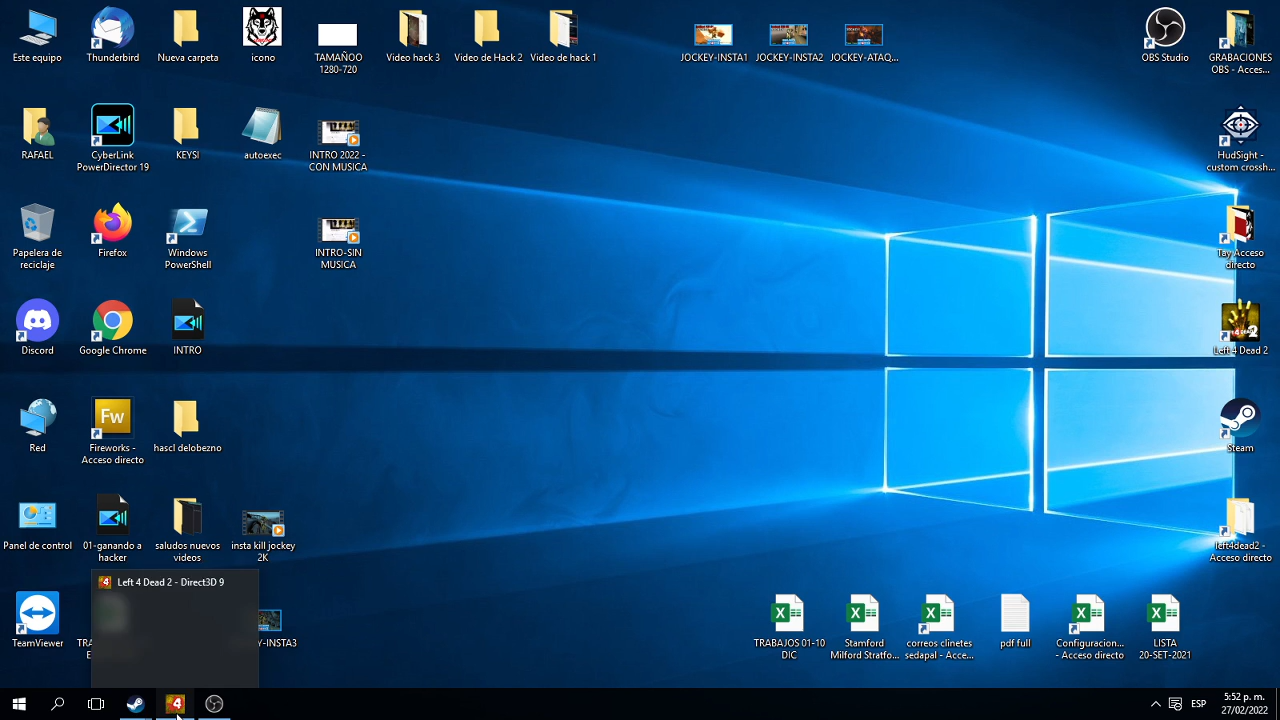 Este equipo
Thunderbird
Nueva carpeta
icono
TAMAÑOO
1280-720
Video hack 3
Video de Hack 2
Video de hack 1
JOCKEY-INSTA1
JOCKEY-INSTA2
JOCKEY-ATAQ...
OBS Studio
GRABACIONES
OBS - Acces...
RAFAEL
CyberLink
PowerDirector 19
KEYSI
autoexec
INTRO 2022 -
CON MUSICA
HudSight -
custom crossh...
Papelera de
reciclaje
Firefox
Windows
PowerShell
INTRO-SIN
MUSICA
Tay Acceso
directo
Discord
Google Chrome
INTRO
Left 4 Dead 2
Red
Fw
Fireworks -
Acceso directo
hascl delobezno
Steam
Panel de control
01-ganando a
hacker
saludos nuevos
videos
insta kill jockey
2K
left4dead2 -
Acceso directo
Left 4 Dead 2 - Direct3D 9
TeamViewer
EY-INSTA3
TRABAJOS 01-10
DIC
Stamford
Milford Stratfo...
correos clinetes
sedapal - Acce...
pdf full
Configuracion...
- Acceso directo
LISTA
20-SET-2021
ESP
5:52 p. m.
27/02/2022